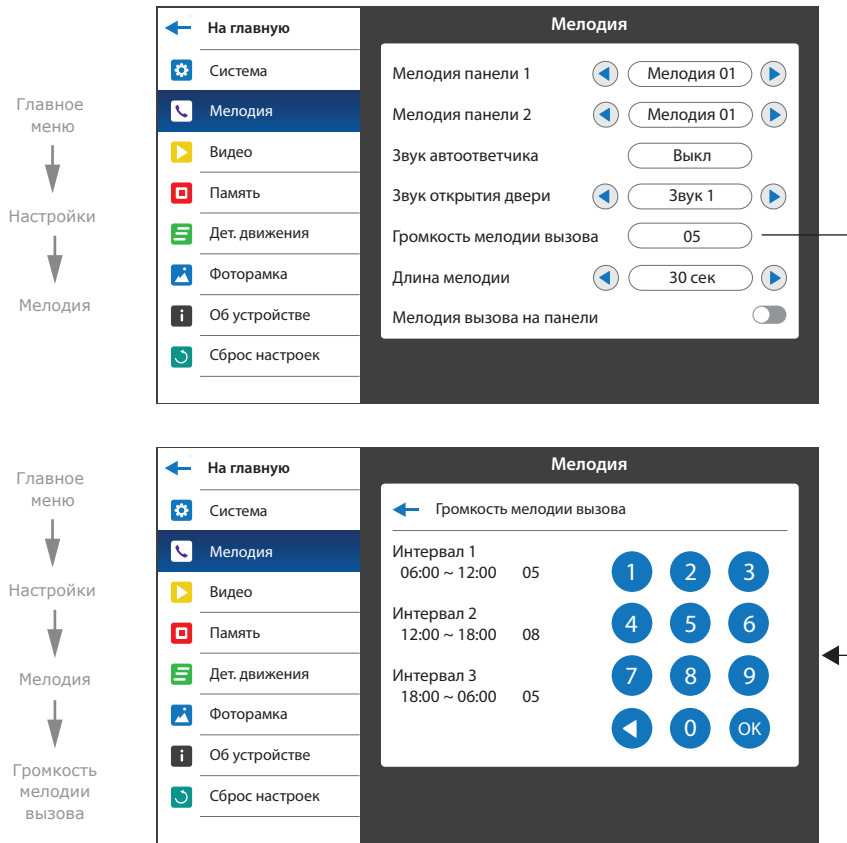 Главное
меню
Настройки
Мелодия
На главную
Система
Мелодия
Видео
Память
Дет. движения
Фоторамка
Об устройстве
Сброс настроек
Мелодия
Мелодия панели 1 Мелодия 01
Мелодия панели 2 Мелодия 01
Звук автоответчика Выкл
Звук открытия двери Звук 1
Громкость мелодии вызова 05
Длина мелодии 30 сек
Мелодия вызова на панели
Главное
меню
Настройки
Мелодия
Громкость
мелодии
вызова
На главную
Система
Мелодия
Видео
Память
Дет. движения
Фоторамка
Об устройстве
Сброс настроек
Мелодия
Громкость мелодии вызова
Интервал 1
06:00 ~ 12:00 05
Интервал 2
12:00 ~ 18:00 08
Интервал 3
18:00 ~ 06:00 05
1 2 3
4 5 6
7 8 9
0 OK